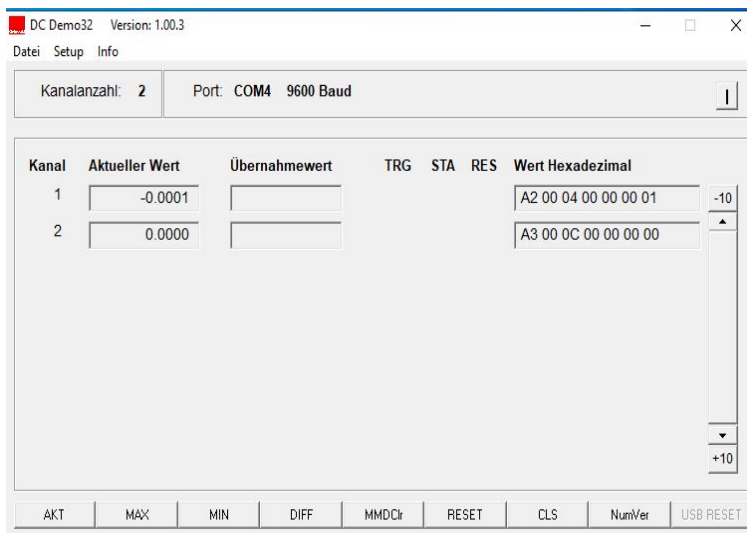 DC Demo32 Version: 1.00.3
Datei Setup Info
Kanalanzahl: 2 Port: COM4 9600 Baud
Kanal Aktueller Wert Übernahmewert TRG STA RES Wert Hexadezimal
1 -0.0001 A2 00 04 00 00 00 01 -10
2 0.0000 A3 00 0C 00 00 00 00
+10
AKT MAX MIN DIFF MMDClr RESET CLS NumVer USB RESET